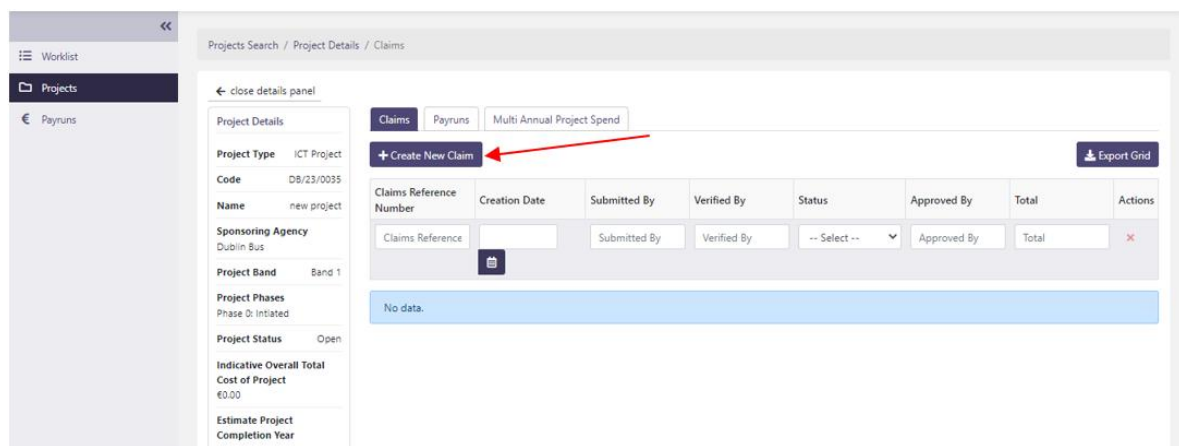 Worklist
Projects
€ Payruns
Projects Search / Project Details / Claims
← close details panel
Project Details
Project Type ICT Project
Code DB/23/0035
Name new project
Sponsoring Agency
Dublin Bus
Project Band Band 1
Project Phases
Phase 0: Intiated
Project Status Open
Indicative Overall Total
Cost of Project
€0.00
Estimate Project
Completion Year
Claims Payruns Multi Annual Project Spend
+ Create New Claim Export Grid
Claims Reference
Number Creation Date Submitted By Verified By Status Approved By Total Actions
Claims Reference Submitted By Verified By -- Select -- Approved By Total
No data.